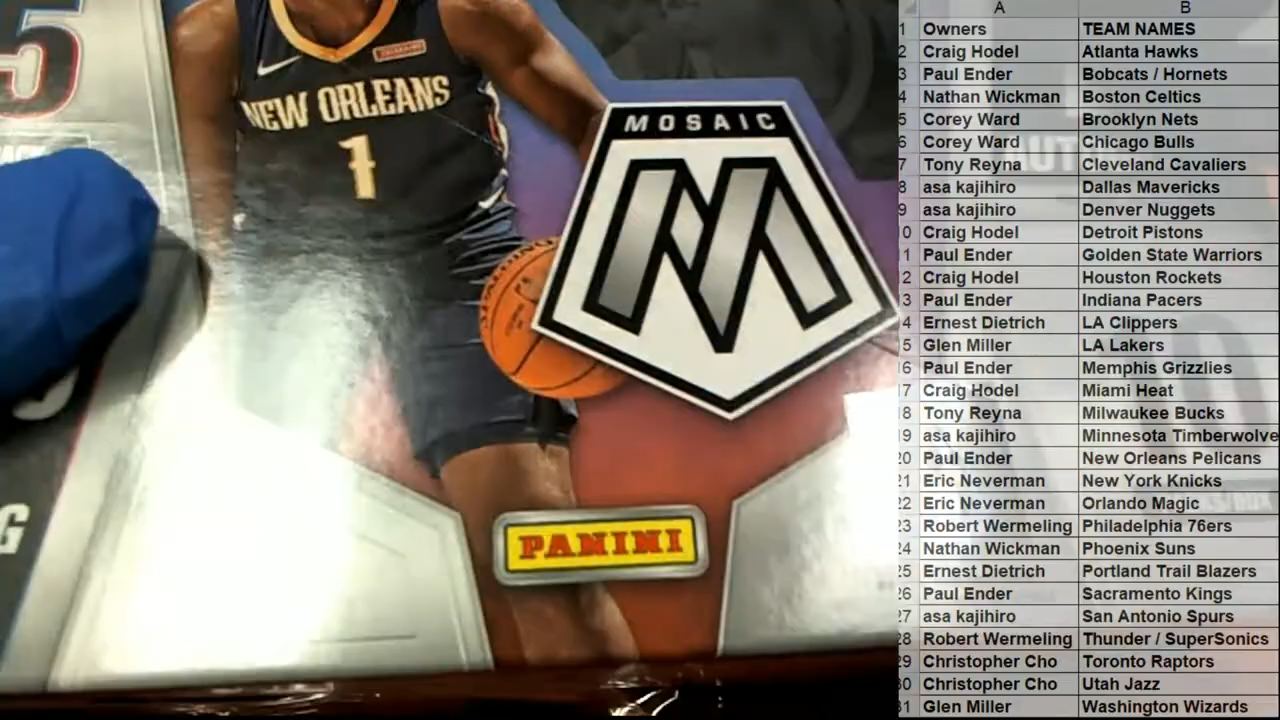 5
NEW ORLEANS
1
MOSAIC
M
PANINI
G
A B
1 Owners TEAM NAMES
2 Craig Hodel Atlanta Hawks
3 Paul Ender Bobcats / Hornets
4 Nathan Wickman Boston Celtics
5 Corey Ward Brooklyn Nets
6 Corey Ward Chicago Bulls
7 Tony Reyna Cleveland Cavaliers
8 asa kajihiro Dallas Mavericks
9 asa kajihiro Denver Nuggets
0 Craig Hodel Detroit Pistons
1 Paul Ender Golden State Warriors
2 Craig Hodel Houston Rockets
3 Paul Ender Indiana Pacers
4 Ernest Dietrich LA Clippers
5 Glen Miller LA Lakers
6 Paul Ender Memphis Grizzlies
7 Craig Hodel Miami Heat
8 Tony Reyna Milwaukee Bucks
9 asa kajihiro Minnesota Timberwolve
20 Paul Ender New Orleans Pelicans
21 Eric Neverman New York Knicks
22 Eric Neverman Orlando Magic
23 Robert Wermeling Philadelphia 76ers
24 Nathan Wickman Phoenix Suns
25 Ernest Dietrich Portland Trail Blazers
26 Paul Ender Sacramento Kings
27 asa kajihiro San Antonio Spurs
28 Robert Wermeling Thunder / SuperSonics
29 Christopher Cho Toronto Raptors
30 Christopher Cho Utah Jazz
31 Glen Miller Washington Wizards